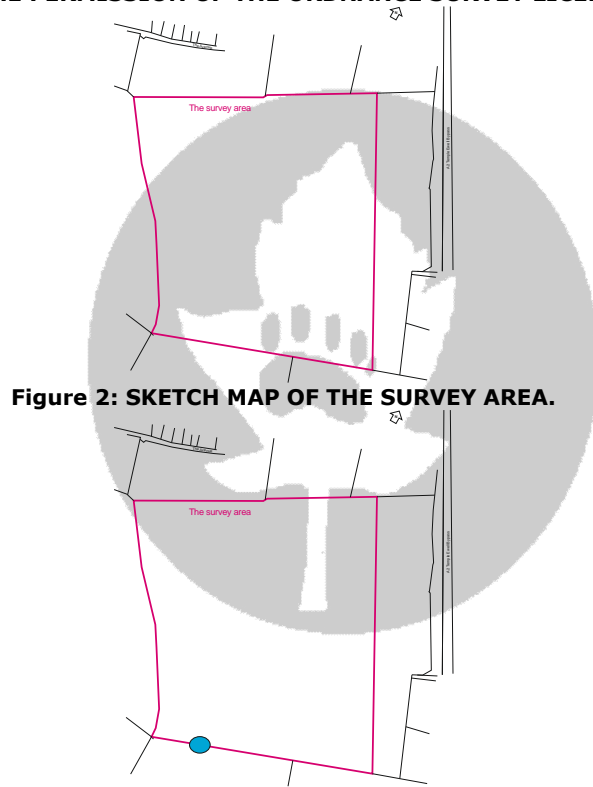 PERMISSION OF THE ORDNANCE SURVEY
The survey area
Figure 2: SKETCH MAP OF THE SURVEY AREA.
The survey area